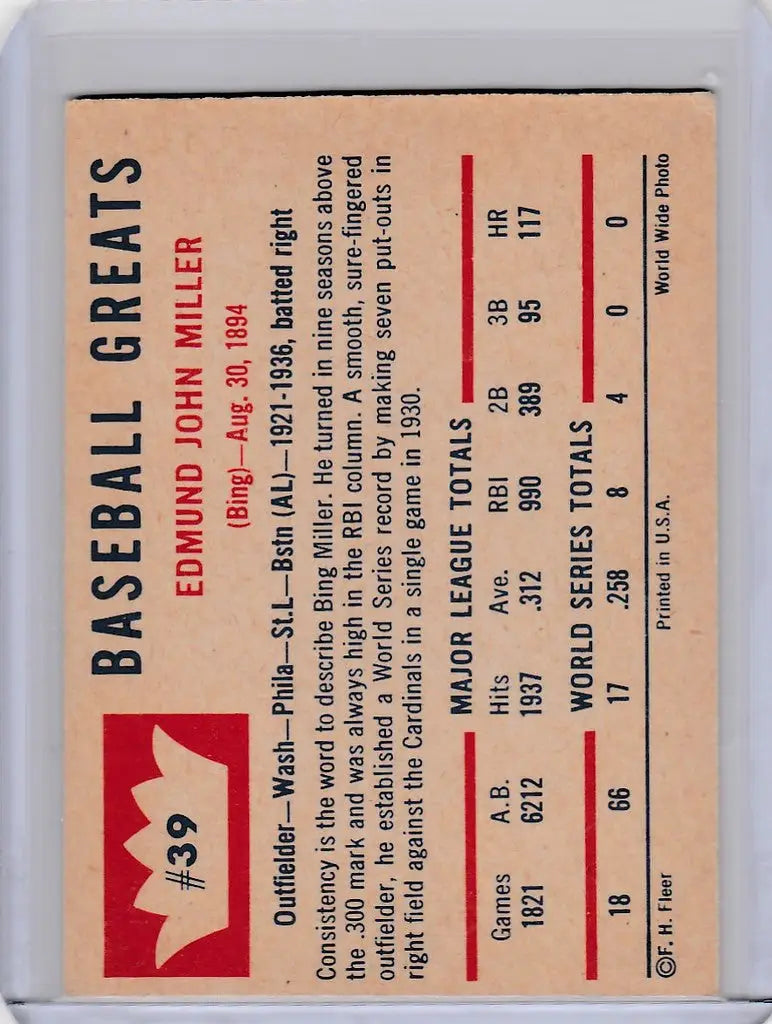 #39
BASEBALL GREATS
EDMUND JOHN MILLER
(Bing)—Aug. 30, 1894
Outfielder—Wash—Phila—St.L—Bstn (AL)—1921-1936, batted right
Consistency is the word to describe Bing Miller. He turned in nine seasons above
the .300 mark and was always high in the RBI column. A smooth, sure-fingered
outfielder, he established a World Series record by making seven put-outs in
right field against the Cardinals in a single game in 1930.
MAJOR LEAGUE TOTALS
Games A.B. Hits Ave. RBI 2B 3B HR
1821 6212 1937 .312 990 389 95 117
WORLD SERIES TOTALS
18 66 17 .258 8 4 0 0
©F. H. Fleer Printed in U.S.A. World Wide Photo